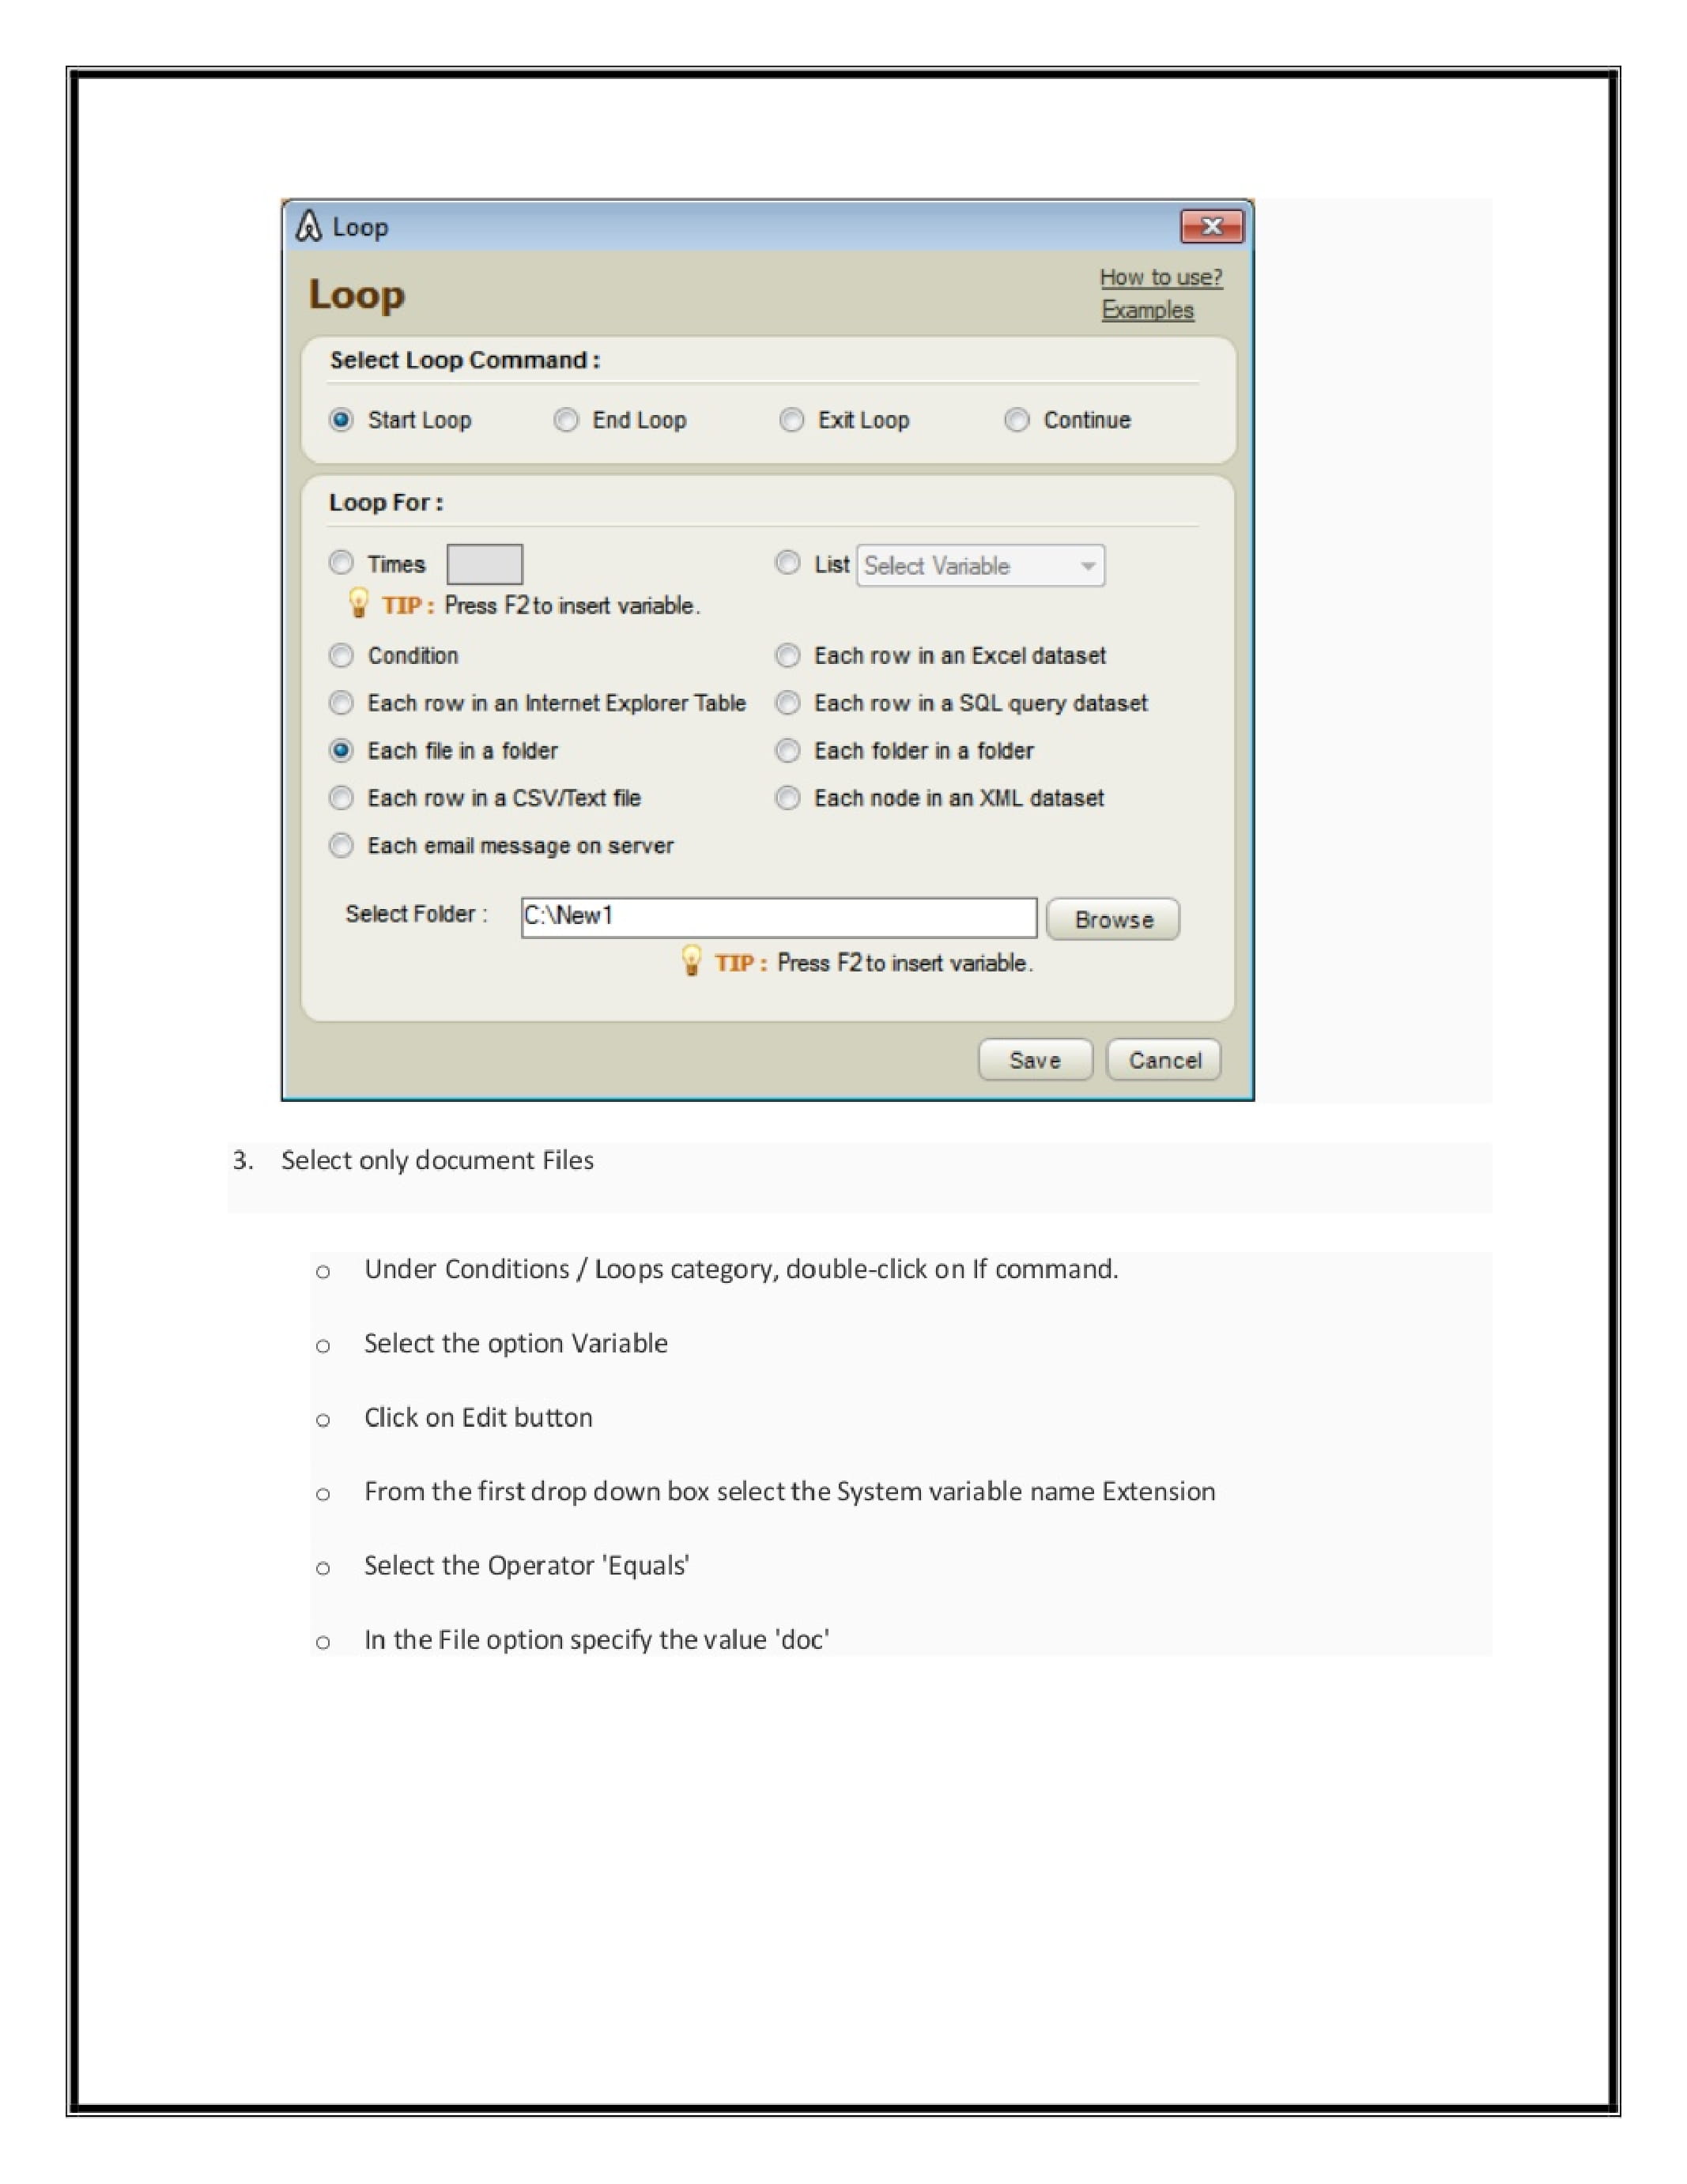 Loop
Loop
How to use?
Examples
Select Loop Command :
Start Loop End Loop Exit Loop Continue
Loop For :
Times List Select Variable
TIP : Press F2 to insert variable.
Condition Each row in an Excel dataset
Each row in an Internet Explorer Table Each row in a SQL query dataset
Each file in a folder Each folder in a folder
Each row in a CSV/Text file Each node in an XML dataset
Each email message on server
Select Folder : C:\New1 Browse
TIP : Press F2 to insert variable.
Save Cancel
3. Select only document Files
o Under Conditions / Loops category, double-click on If command.
o Select the option Variable
o Click on Edit button
o From the first drop down box select the System variable name Extension
o Select the Operator 'Equals'
o In the File option specify the value 'doc'